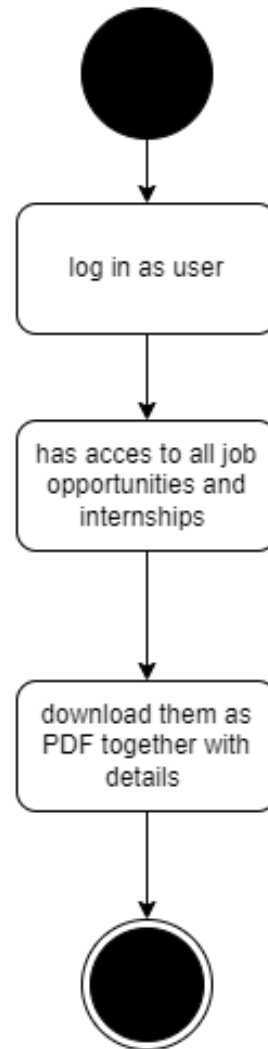 log in as user
has acces to all job
opportunities and
internships
download them as
PDF together with
details